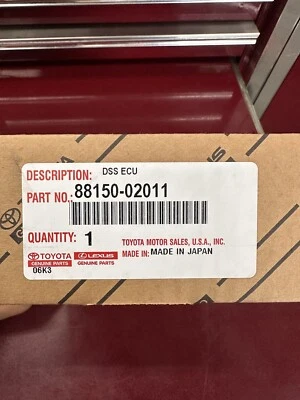 DESCRIPTION: DSS ECU
PART NO.: 88150-02011
QUANTITY: 1
TOYOTA MOTOR SALES, U.S.A., INC.
TOYOTA LEXUS MADE IN: MADE IN JAPAN
GENUINE PARTS GENUINE PARTS
06K3